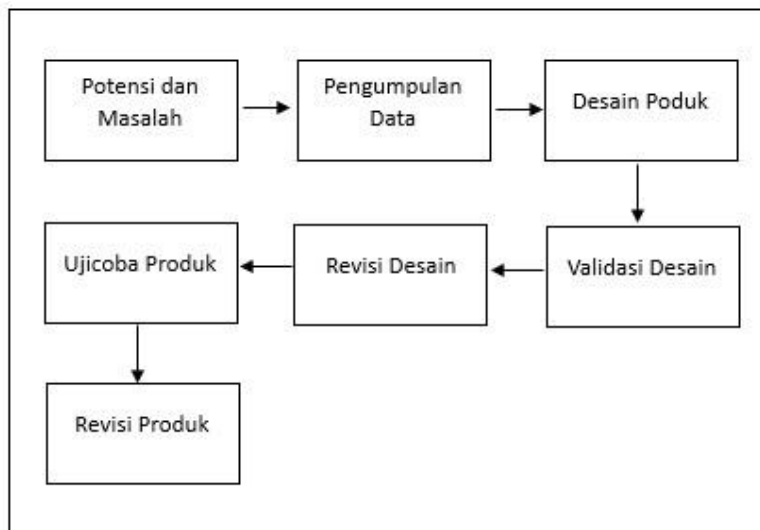 Potensi dan
Masalah
Pengumpulan
Data
Desain Poduk
Validasi Desain
Revisi Desain
Ujicoba Produk
Revisi Produk